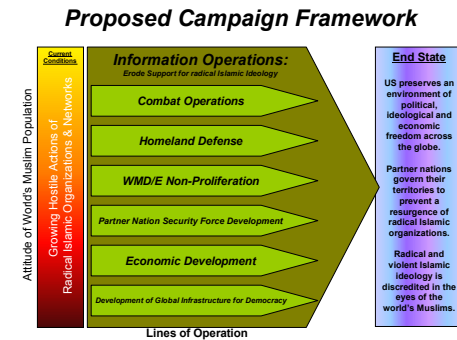 Proposed Campaign Framework
Current
Conditions
Attitude of World's Muslim Population
Growing Hostile Actions of
Radical Islamic Organizations & Networks
Information Operations:
Erode Support for radical Islamic Ideology
Combat Operations
Homeland Defense
WMD/E Non-Proliferation
Partner Nation Security Force Development
Economic Development
Development of Global Infrastructure for Democracy
Lines of Operation
End State
US preserves an
environment of
political,
ideological and
economic
freedom across
the globe.
Partner nations
govern their
territories to
prevent a
resurgence of
radical Islamic
organizations.
Radical and
violent Islamic
ideology is
discredited in the
eyes of the
world's Muslims.